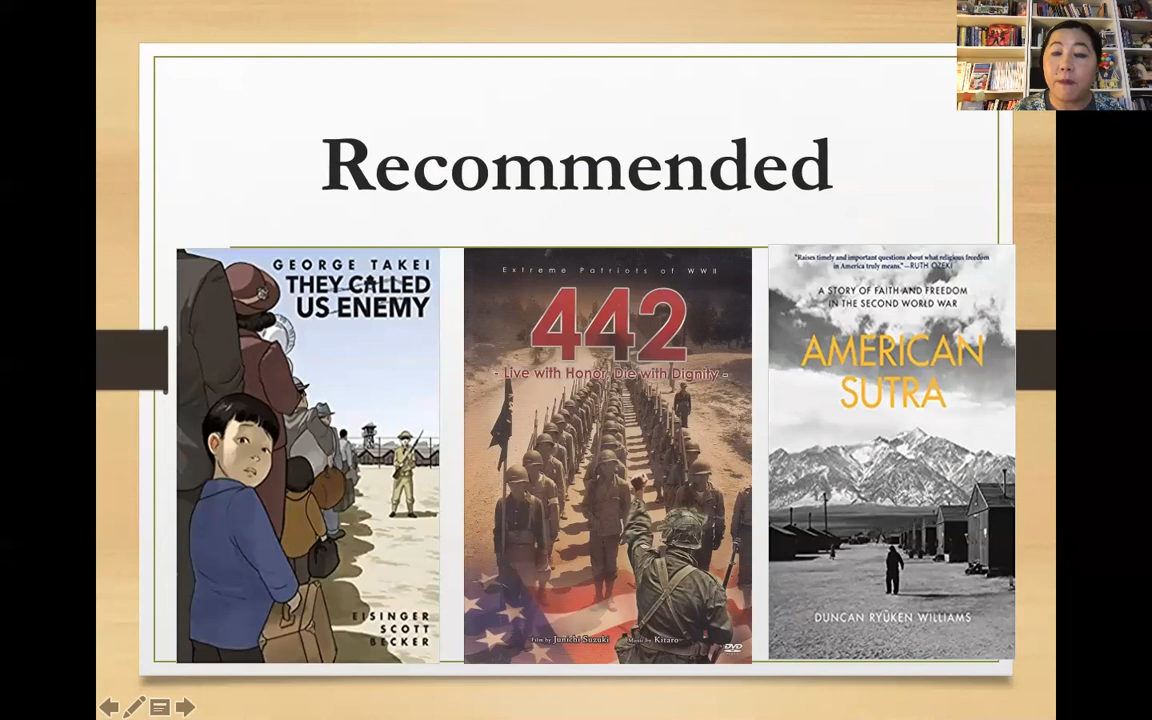 Recommended
GEORGE TAKEI
THEY CALLED
US ENEMY
EISINGER
SCOTT
BECKER
Extreme Patriots of WWII
442
- Live with Honor, Die with Dignity -
Film by Junichi Suzuki Music by Kitaro
DVD
"Raises timely and important questions about what religious freedom
in America truly means." —RUTH OZEKI
A STORY OF FAITH AND FREEDOM
IN THE SECOND WORLD WAR
AMERICAN
SUTRA
DUNCAN RYŪKEN WILLIAMS